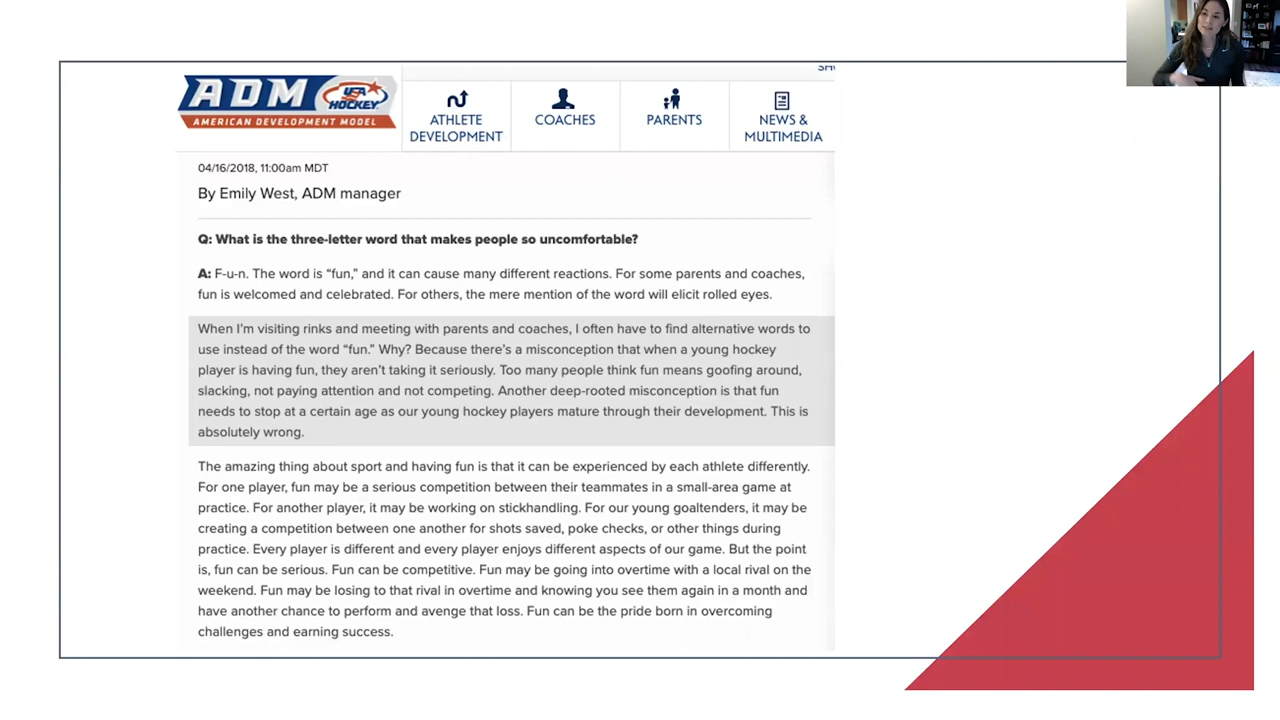 SH
ADM
USA
HOCKEY
AMERICAN DEVELOPMENT MODEL
ATHLETE
DEVELOPMENT
COACHES
PARENTS
NEWS &
MULTIMEDIA
04/16/2018, 11:00am MDT
By Emily West, ADM manager
Q: What is the three-letter word that makes people so uncomfortable?
A: F-u-n. The word is “fun,” and it can cause many different reactions. For some parents and coaches,
fun is welcomed and celebrated. For others, the mere mention of the word will elicit rolled eyes.
When I’m visiting rinks and meeting with parents and coaches, I often have to find alternative words to
use instead of the word “fun.” Why? Because there’s a misconception that when a young hockey
player is having fun, they aren’t taking it seriously. Too many people think fun means goofing around,
slacking, not paying attention and not competing. Another deep-rooted misconception is that fun
needs to stop at a certain age as our young hockey players mature through their development. This is
absolutely wrong.
The amazing thing about sport and having fun is that it can be experienced by each athlete differently.
For one player, fun may be a serious competition between their teammates in a small-area game at
practice. For another player, it may be working on stickhandling. For our young goaltenders, it may be
creating a competition between one another for shots saved, poke checks, or other things during
practice. Every player is different and every player enjoys different aspects of our game. But the point
is, fun can be serious. Fun can be competitive. Fun may be going into overtime with a local rival on the
weekend. Fun may be losing to that rival in overtime and knowing you see them again in a month and
have another chance to perform and avenge that loss. Fun can be the pride born in overcoming
challenges and earning success.